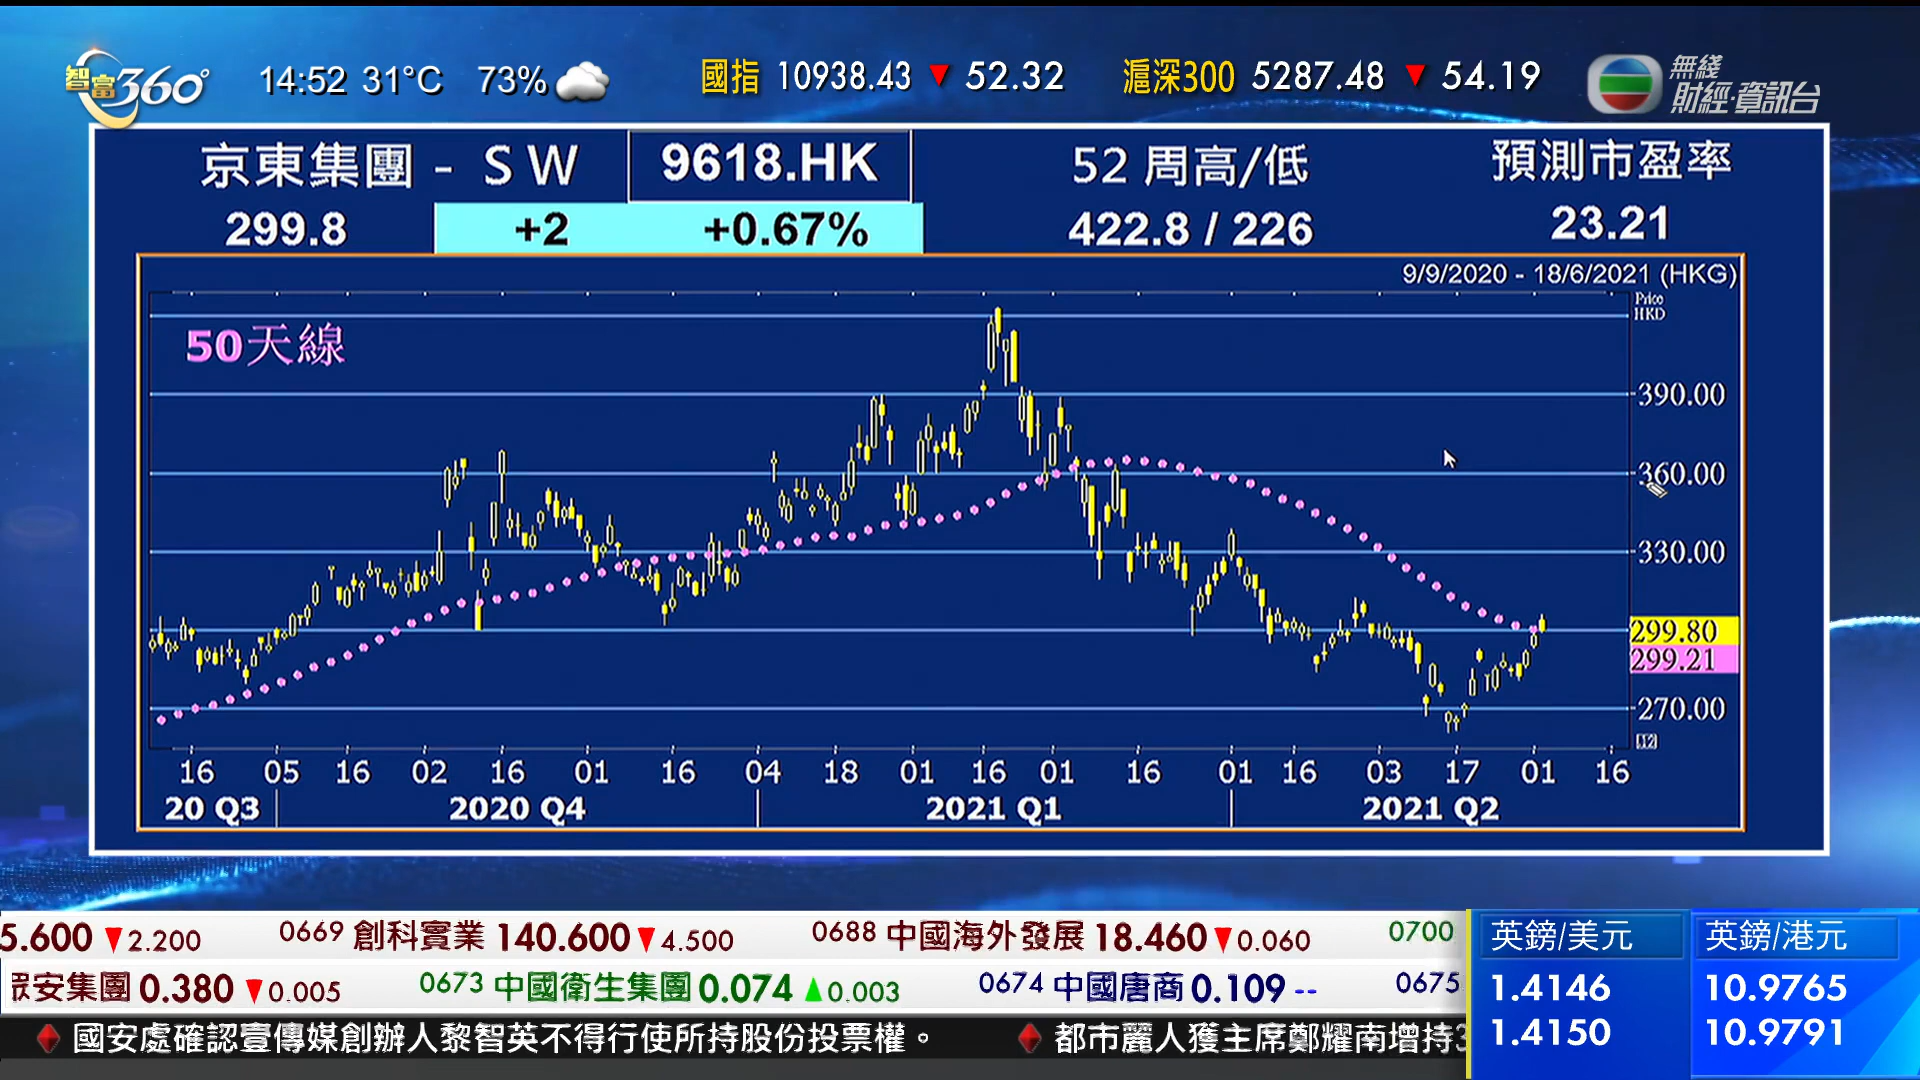 智富360°
14:52 31°C 73%
國指 10938.43 ▼ 52.32 滬深300 5287.48 ▼ 54.19
無綫
財經·資訊台
京東集團 - S W 9618.HK 52 周高/低 預測市盈率
299.8 +2 +0.67% 422.8 / 226 23.21
9/9/2020 - 18/6/2021 (HKG)
Price
HKD
50天線
390.00
360.00
330.00
299.80
299.21
270.00
16 05 16 02 16 01 16 04 18 01 16 01 16 01 16 03 17 01 16
20 Q3 2020 Q4 2021 Q1 2021 Q2
5.600 ▼2.200 0669 創科實業 140.600 ▼4.500 0688 中國海外發展 18.460 ▼0.060 0700
眾安集團 0.380 ▼0.005 0673 中國衛生集團 0.074 ▲0.003 0674 中國唐商 0.109 -- 0675
國安處確認壹傳媒創辦人黎智英不得行使所持股份投票權。 都市麗人獲主席鄭耀南增持
英鎊/美元 英鎊/港元
1.4146 10.9765
1.4150 10.9791